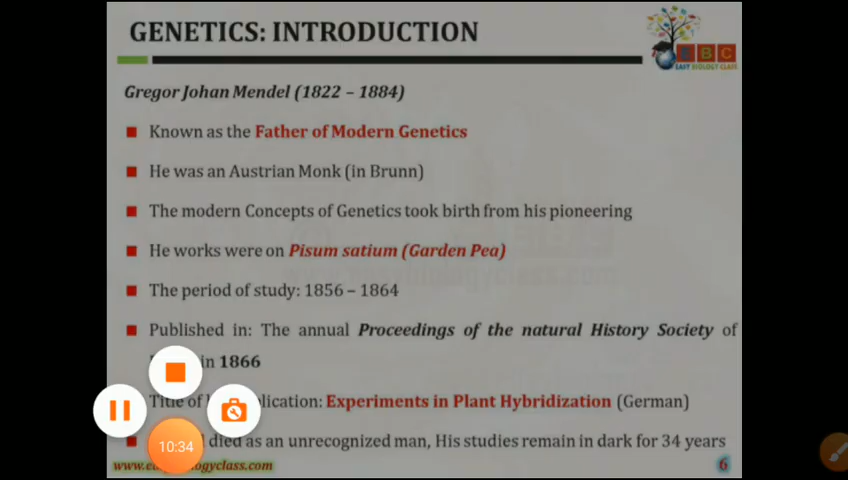 GENETICS: INTRODUCTION
E B C
EASY BIOLOGY CLASS
Gregor Johan Mendel (1822 – 1884)
Known as the Father of Modern Genetics
He was an Austrian Monk (in Brunn)
The modern Concepts of Genetics took birth from his pioneering
He works were on Pisum satium (Garden Pea)
The period of study: 1856 – 1864
Published in: The annual Proceedings of the natural History Society of
in 1866
Title of Experiments in Plant Hybridization (German)
died as an unrecognized man, His studies remain in dark for 34 years
10:34
6